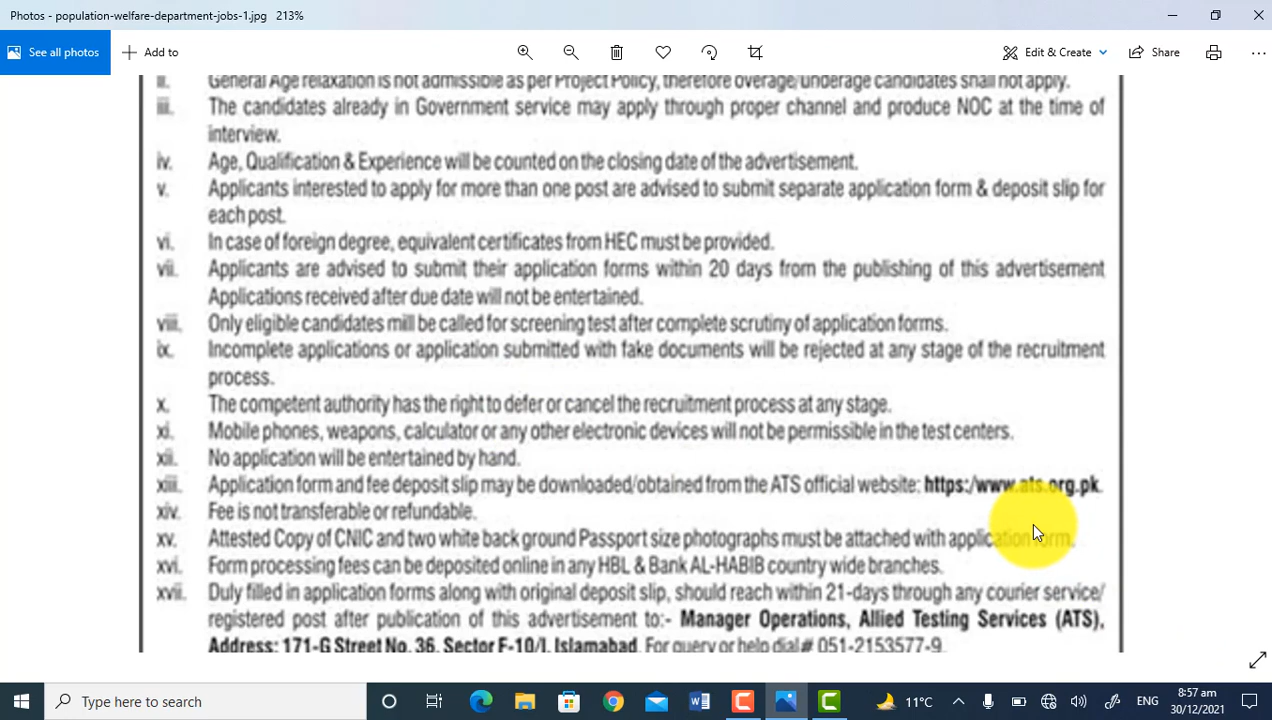 Photos - population-welfare-department-jobs-1.jpg 213%
See all photos
Add to
Edit & Create
Share
ii. General Age relaxation is not admissible as per Project Policy, therefore overage/underage candidates shall not apply.
iii. The candidates already in Government service may apply through proper channel and produce NOC at the time of
interview.
iv. Age, Qualification & Experience will be counted on the closing date of the advertisement.
v. Applicants interested to apply for more than one post are advised to submit separate application form & deposit slip for
each post.
vi. In case of foreign degree, equivalent certificates from HEC must be provided.
vii. Applicants are advised to submit their application forms within 20 days from the publishing of this advertisement
Applications received after due date will not be entertained.
viii. Only eligible candidates mill be called for screening test after complete scrutiny of application forms.
ix. Incomplete applications or application submitted with fake documents will be rejected at any stage of the recruitment
process.
x. The competent authority has the right to defer or cancel the recruitment process at any stage.
xi. Mobile phones, weapons, calculator or any other electronic devices will not be permissible in the test centers.
xii. No application will be entertained by hand.
xiii. Application form and fee deposit slip may be downloaded/obtained from the ATS official website: https:/www.ats.org.pk.
xiv. Fee is not transferable or refundable.
xv. Attested Copy of CNIC and two white back ground Passport size photographs must be attached with application form.
xvi. Form processing fees can be deposited online in any HBL & Bank AL-HABIB country wide branches.
xvii. Duly filled in application forms along with original deposit slip, should reach within 21-days through any courier service/
registered post after publication of this advertisement to:- Manager Operations, Allied Testing Services (ATS),
Address: 171-G Street No. 36, Sector F-10/I, Islamabad. For query or help dial# 051-2153577-9.
Type here to search
11°C
ENG
8:57 am
30/12/2021